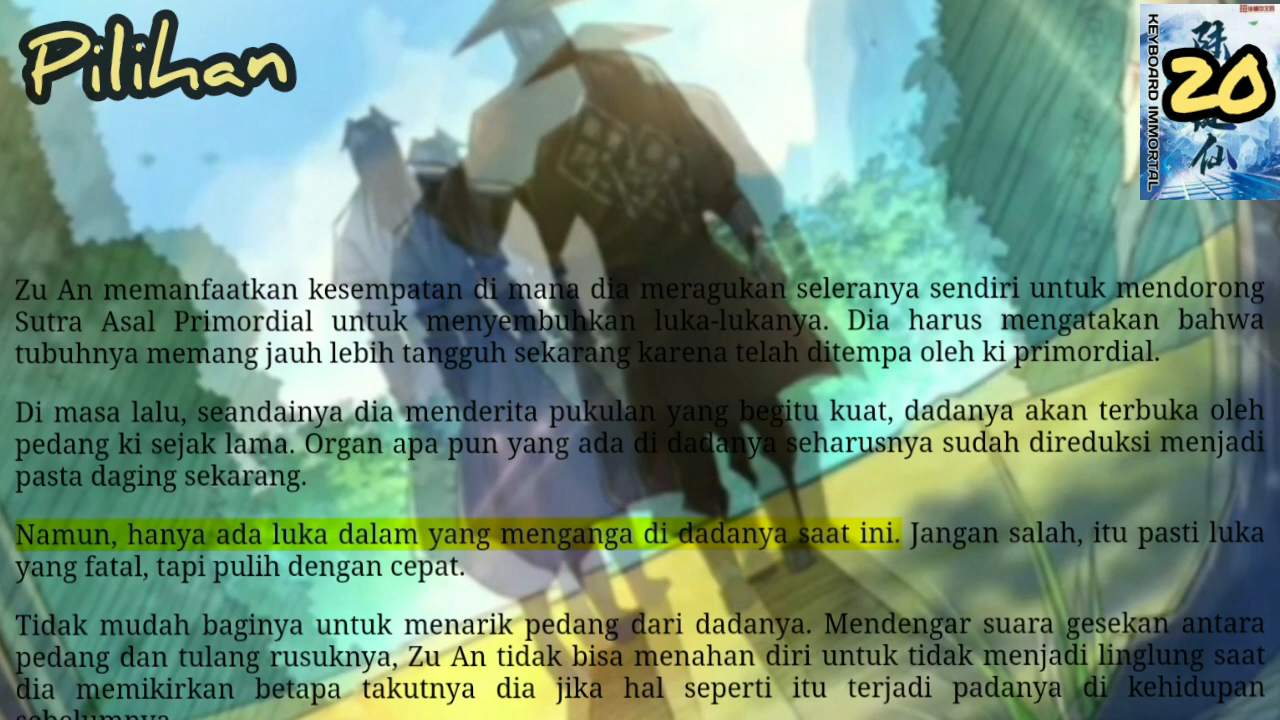 Pilihan
20
KEYBOARD IMMORTAL
仙
Zu An memanfaatkan kesempatan di mana dia meragukan seleranya sendiri untuk mendorong
Sutra Asal Primordial untuk menyembuhkan luka-lukanya. Dia harus mengatakan bahwa
tubuhnya memang jauh lebih tangguh sekarang karena telah ditempa oleh ki primordial.
Di masa lalu, seandainya dia menderita pukulan yang begitu kuat, dadanya akan terbuka oleh
pedang ki sejak lama. Organ apa pun yang ada di dadanya seharusnya sudah direduksi menjadi
pasta daging sekarang.
Namun, hanya ada luka dalam yang menganga di dadanya saat ini. Jangan salah, itu pasti luka
yang fatal, tapi pulih dengan cepat.
Tidak mudah baginya untuk menarik pedang dari dadanya. Mendengar suara gesekan antara
pedang dan tulang rusuknya, Zu An tidak bisa menahan diri untuk tidak menjadi linglung saat
dia memikirkan betapa takutnya dia jika hal seperti itu terjadi padanya di kehidupan
sebelumnya.